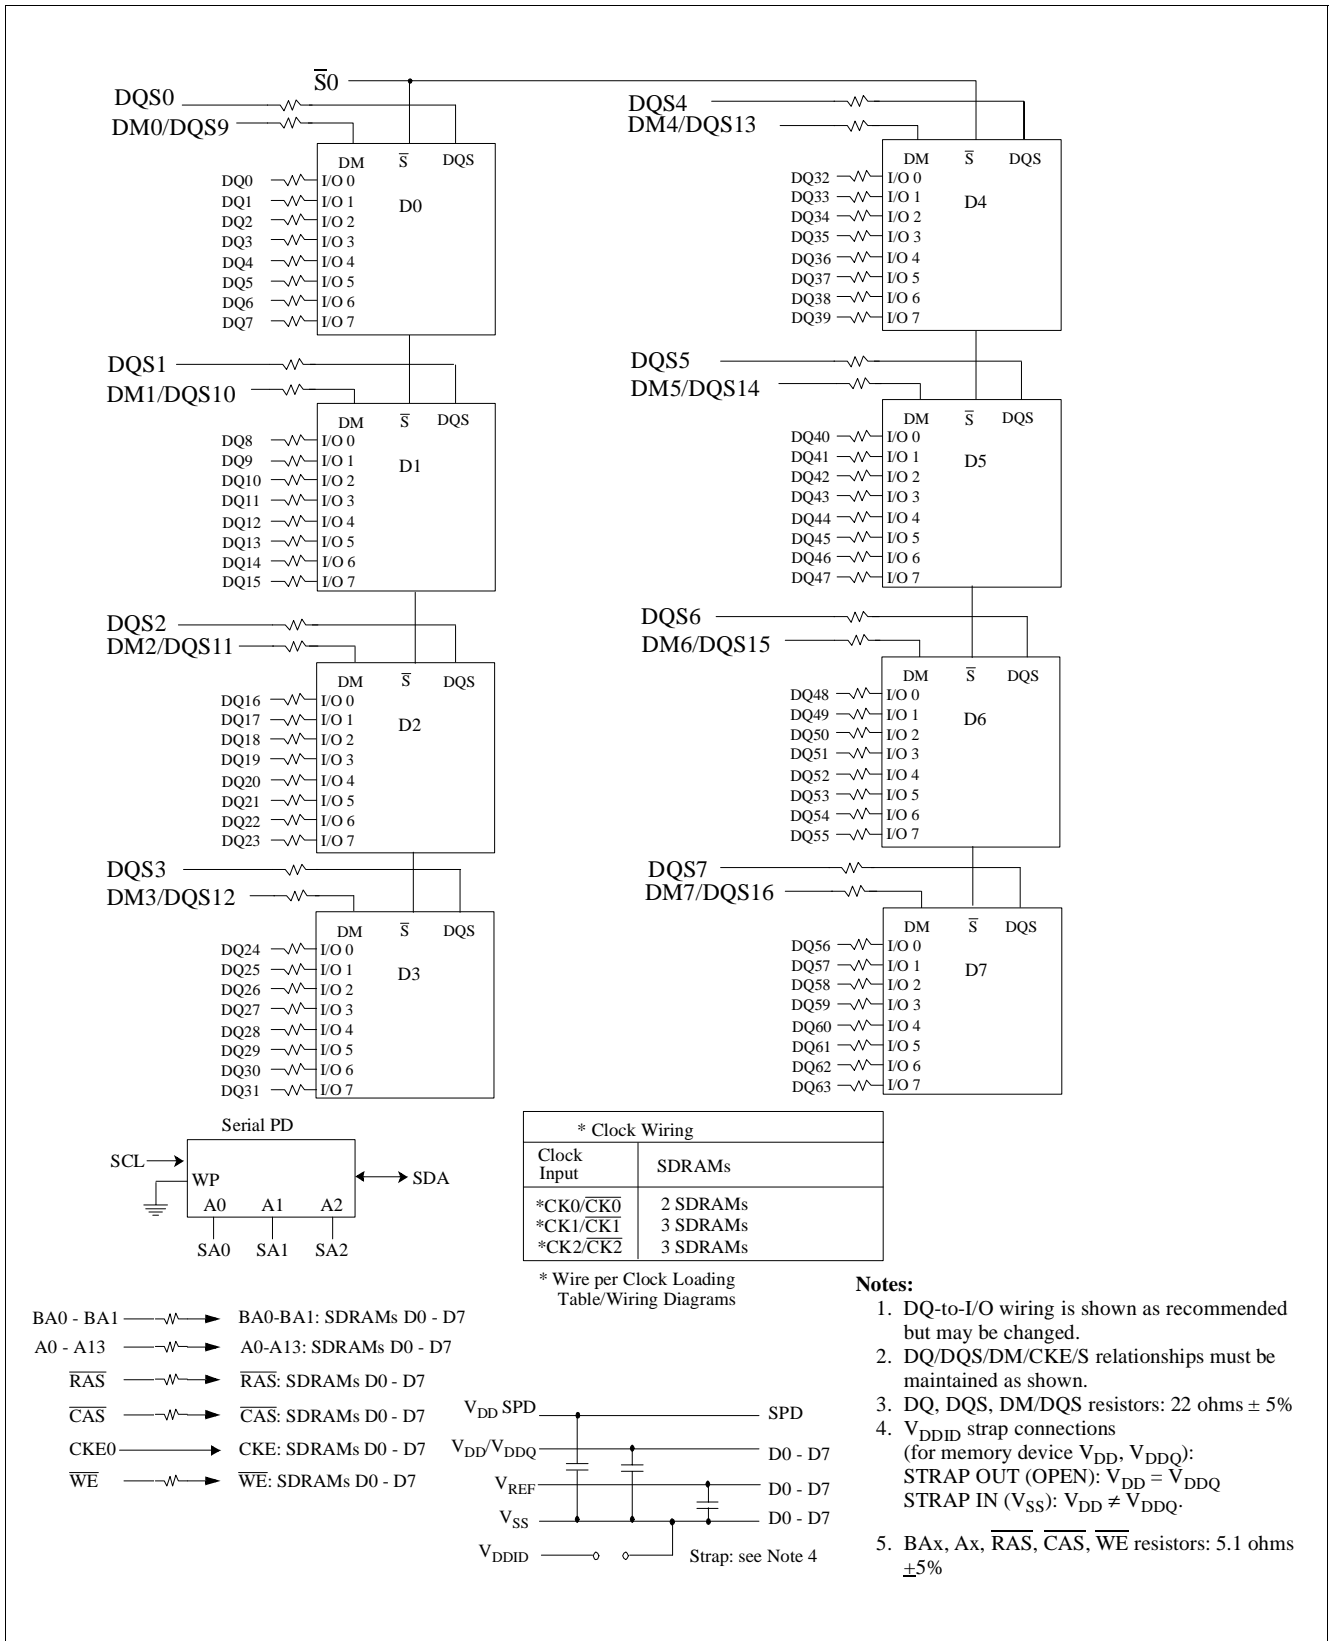 S̅0
DQS0
DM0/DQS9
DM S̅ DQS
D0
DQ0 I/O 0
DQ1 I/O 1
DQ2 I/O 2
DQ3 I/O 3
DQ4 I/O 4
DQ5 I/O 5
DQ6 I/O 6
DQ7 I/O 7
DQS1
DM1/DQS10
DM S̅ DQS
D1
DQ8 I/O 0
DQ9 I/O 1
DQ10 I/O 2
DQ11 I/O 3
DQ12 I/O 4
DQ13 I/O 5
DQ14 I/O 6
DQ15 I/O 7
DQS2
DM2/DQS11
DM S̅ DQS
D2
DQ16 I/O 0
DQ17 I/O 1
DQ18 I/O 2
DQ19 I/O 3
DQ20 I/O 4
DQ21 I/O 5
DQ22 I/O 6
DQ23 I/O 7
DQS3
DM3/DQS12
DM S̅ DQS
D3
DQ24 I/O 0
DQ25 I/O 1
DQ26 I/O 2
DQ27 I/O 3
DQ28 I/O 4
DQ29 I/O 5
DQ30 I/O 6
DQ31 I/O 7
DQS4
DM4/DQS13
DM S̅ DQS
D4
DQ32 I/O 0
DQ33 I/O 1
DQ34 I/O 2
DQ35 I/O 3
DQ36 I/O 4
DQ37 I/O 5
DQ38 I/O 6
DQ39 I/O 7
DQS5
DM5/DQS14
DM S̅ DQS
D5
DQ40 I/O 0
DQ41 I/O 1
DQ42 I/O 2
DQ43 I/O 3
DQ44 I/O 4
DQ45 I/O 5
DQ46 I/O 6
DQ47 I/O 7
DQS6
DM6/DQS15
DM S̅ DQS
D6
DQ48 I/O 0
DQ49 I/O 1
DQ50 I/O 2
DQ51 I/O 3
DQ52 I/O 4
DQ53 I/O 5
DQ54 I/O 6
DQ55 I/O 7
DQS7
DM7/DQS16
DM S̅ DQS
D7
DQ56 I/O 0
DQ57 I/O 1
DQ58 I/O 2
DQ59 I/O 3
DQ60 I/O 4
DQ61 I/O 5
DQ62 I/O 6
DQ63 I/O 7
Serial PD
SCL
WP
SDA
A0 A1 A2
SA0 SA1 SA2
* Clock Wiring
Clock
Input
SDRAMs
*CK0/C̅K̅0̅ 2 SDRAMs
*CK1/C̅K̅1̅ 3 SDRAMs
*CK2/C̅K̅2̅ 3 SDRAMs
* Wire per Clock Loading
Table/Wiring Diagrams
BA0 - BA1 BA0-BA1: SDRAMs D0 - D7
A0 - A13 A0-A13: SDRAMs D0 - D7
R̅A̅S̅ R̅A̅S̅: SDRAMs D0 - D7
C̅A̅S̅ C̅A̅S̅: SDRAMs D0 - D7
CKE0 CKE: SDRAMs D0 - D7
W̅E̅ W̅E̅: SDRAMs D0 - D7
VDD SPD SPD
VDD/VDDQ D0 - D7
VREF D0 - D7
VSS D0 - D7
VDDID Strap: see Note 4
Notes:
1. DQ-to-I/O wiring is shown as recommended
but may be changed.
2. DQ/DQS/DM/CKE/S relationships must be
maintained as shown.
3. DQ, DQS, DM/DQS resistors: 22 ohms ± 5%
4. VDDID strap connections
(for memory device VDD, VDDQ):
STRAP OUT (OPEN): VDD = VDDQ
STRAP IN (VSS): VDD ≠ VDDQ.
5. BAx, Ax, R̅A̅S̅, C̅A̅S̅, W̅E̅ resistors: 5.1 ohms
±5%